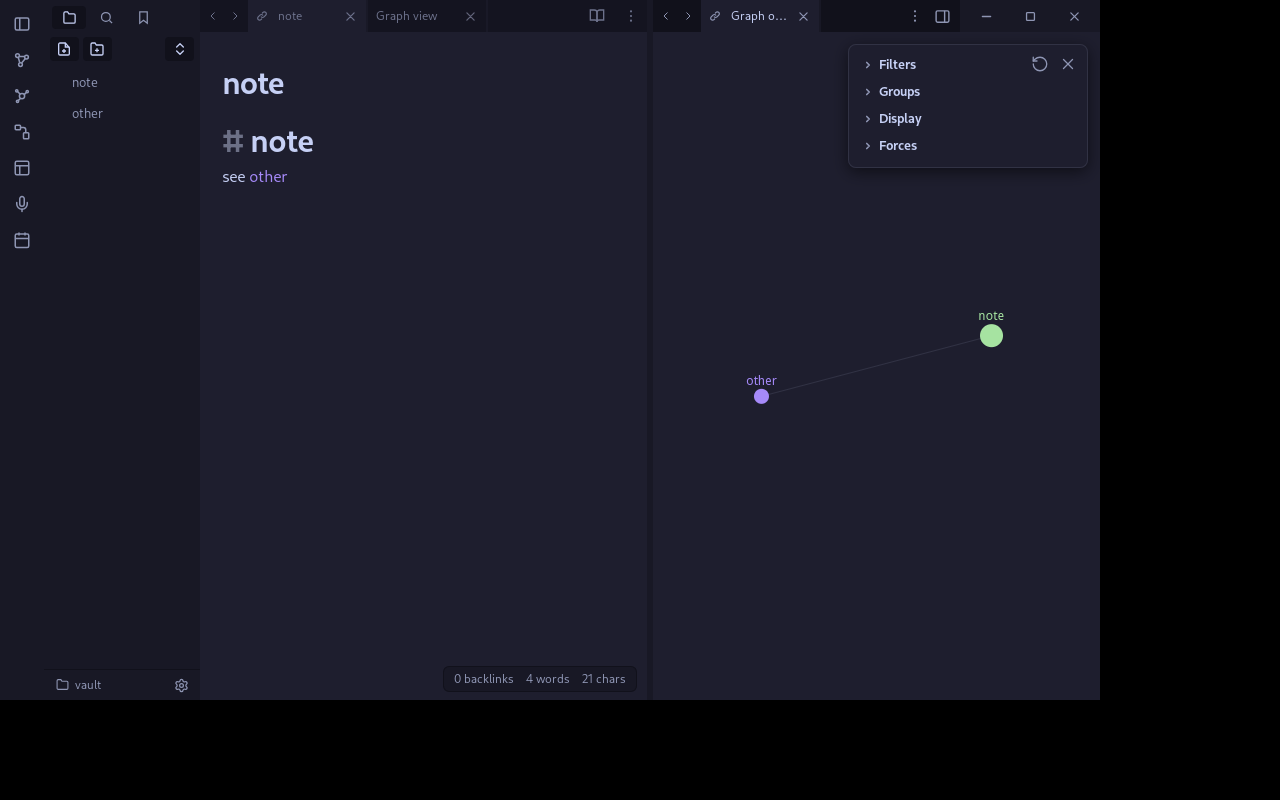 note
Graph view
Graph o...
note
other
note
# note
see other
Filters
Groups
Display
Forces
note
other
vault
0 backlinks 4 words 21 chars